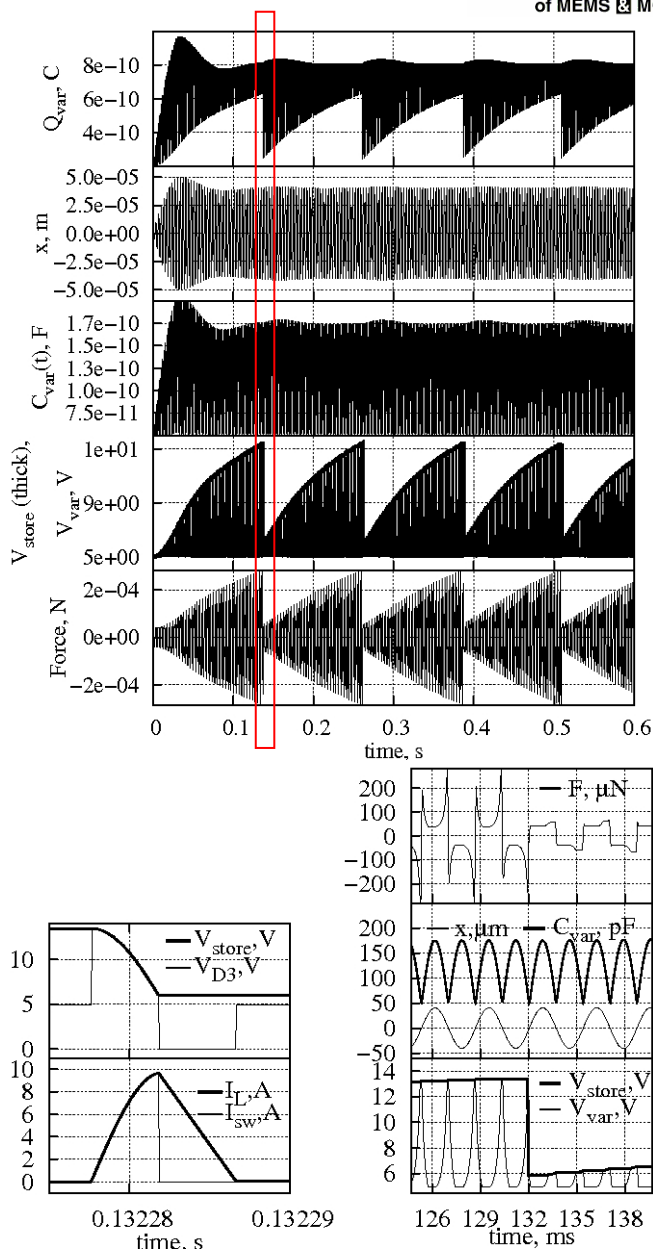 of MEMS & M
Q_var, C
8e-10
6e-10
4e-10
x, m
5.0e-05
2.5e-05
0.0e+00
−2.5e-05
−5.0e-05
C_var(t), F
1.7e-10
1.5e-10
1.3e-10
1.0e-10
7.5e-11
V_store (thick),
V_var, V
1e+01
9e+00
5e+00
Force, N
2e-04
0e+00
−2e-04
0 0.1 0.2 0.3 0.4 0.5 0.6
time, s
200
100
0
−100
−200
F, μN
200
150
100
50
0
−50
x,μm C_var, pF
14
12
10
8
6
V_store,V
V_var,V
126 129 132 135 138
time, ms
10
5
0
V_store,V
V_D3,V
10
8
6
4
2
0
I_L,A
I_sw,A
0.13228 0.13229
time, s